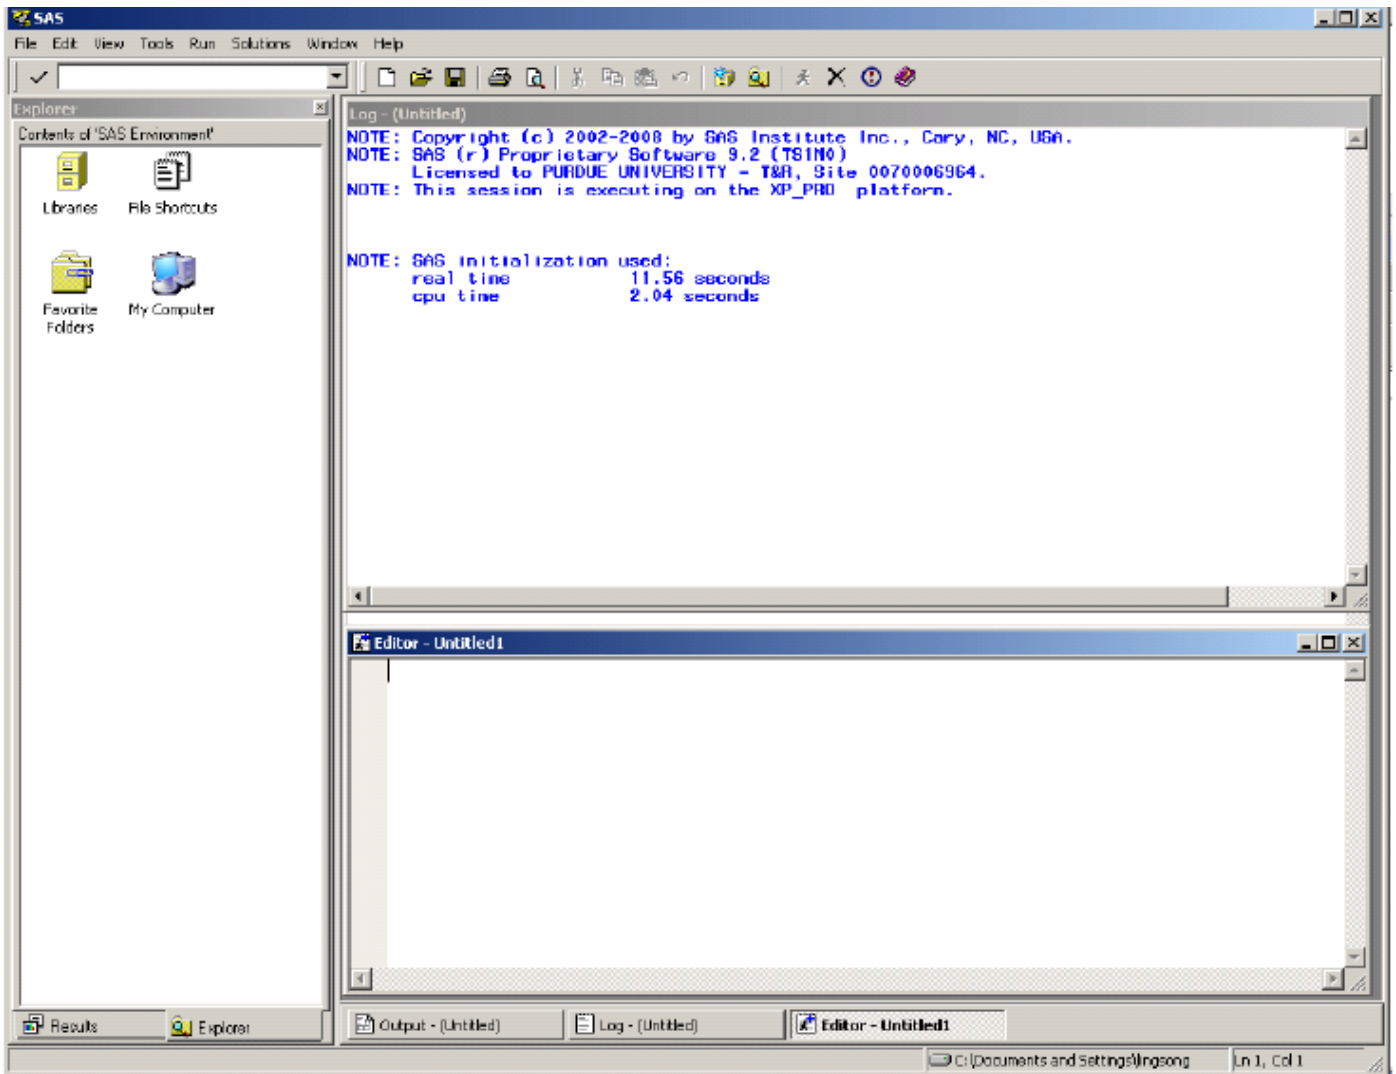 SAS
File Edit View Tools Run Solutions Window Help
Explorer
Contents of 'SAS Environment'
Libraries
File Shortcuts
Favorite Folders
My Computer
Log - (Untitled)
NOTE: Copyright (c) 2002-2008 by SAS Institute Inc., Cary, NC, USA.
NOTE: SAS (r) Proprietary Software 9.2 (TS1M0)
Licensed to PURDUE UNIVERSITY - T&R, Site 0070006964.
NOTE: This session is executing on the XP_PRO platform.
NOTE: SAS initialization used:
real time 11.56 seconds
cpu time 2.04 seconds
Editor - Untitled1
Results
Explorer
Output - (Untitled)
Log - (Untitled)
Editor - Untitled1
C:\Documents and Settings\lingsong
Ln 1, Col 1